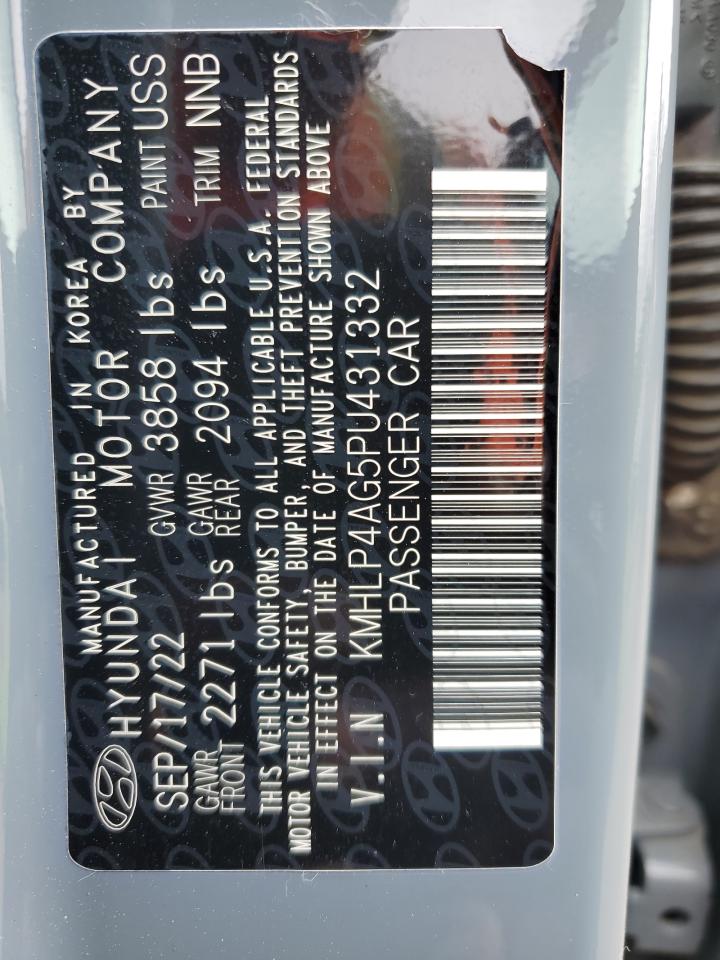 MANUFACTURED IN KOREA BY
HYUNDAI MOTOR COMPANY
SEP/17/22 GVWR 3858 lbs PAINT USS
GAWR FRONT 2271 lbs GAWR REAR 2094 lbs TRIM NNB
THIS VEHICLE CONFORMS TO ALL APPLICABLE U.S.A. FEDERAL
MOTOR VEHICLE SAFETY, BUMPER, AND THEFT PREVENTION STANDARDS
IN EFFECT ON THE DATE OF MANUFACTURE SHOWN ABOVE
V.I.N KMHLP4AG5PU431332
PASSENGER CAR